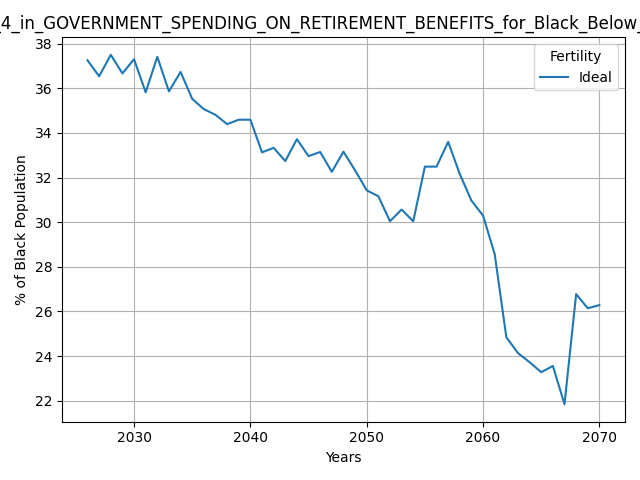 4_in_GOVERNMENT_SPENDING_ON_RETIREMENT_BENEFITS_for_Black_Below_
Fertility
Ideal
% of Black Population
38
36
34
32
30
28
26
24
22
2030 2040 2050 2060 2070
Years